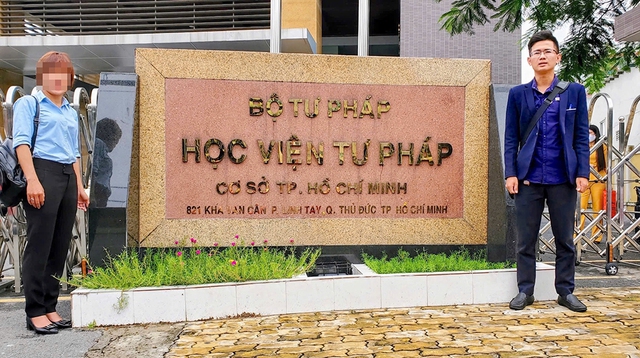 BỘ TƯ PHÁP
HỌC VIỆN TƯ PHÁP
CƠ SỞ TP. HỒ CHÍ MINH
821 KHA VẠN CÂN P. LINH TÂY, Q. THỦ ĐỨC TP HỒ CHÍ MINH